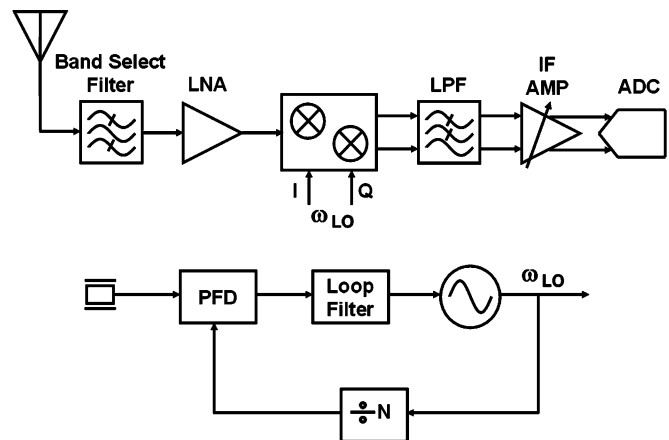 Band Select
Filter
LNA
LPF
IF
AMP
ADC
I
Q
ω LO
PFD
Loop
Filter
ω LO
÷N